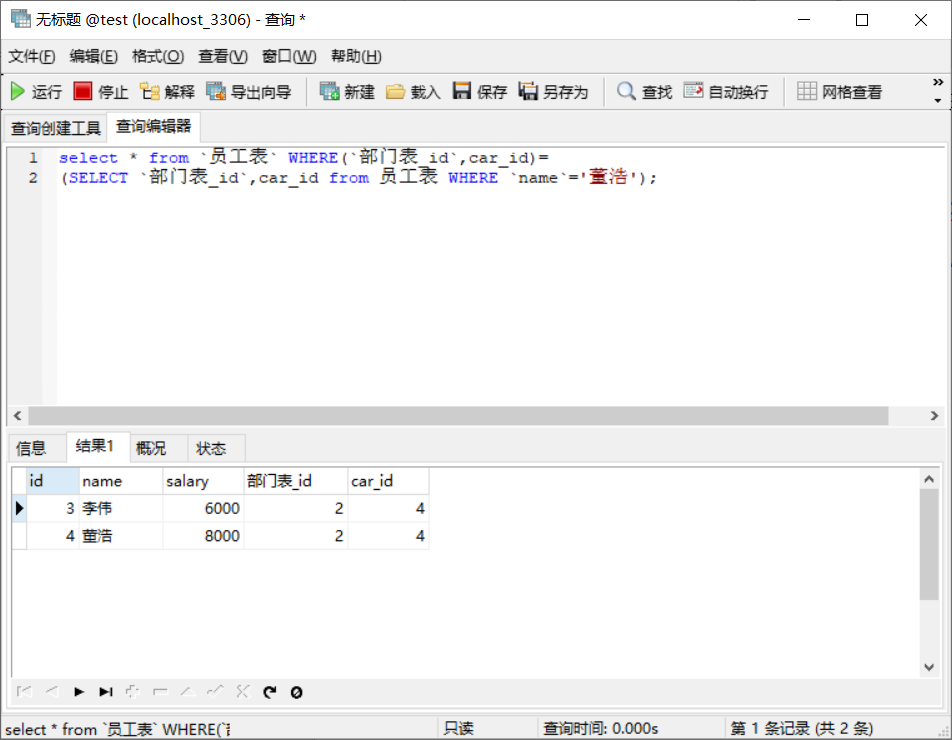 无标题 @test (localhost_3306) - 查询 *
文件(F) 编辑(E) 格式(O) 查看(V) 窗口(W) 帮助(H)
运行 停止 解释 导出向导 新建 载入 保存 另存为 查找 自动换行 网格查看 »
查询创建工具 查询编辑器
1 select * from `员工表` WHERE(`部门表_id`,car_id)=
2 (SELECT `部门表_id`,car_id from 员工表 WHERE `name`='董浩');
信息 结果1 概况 状态
id name salary 部门表_id car_id
3 李伟 6000 2 4
4 董浩 8000 2 4
select * from `员工表` WHERE(` 只读 查询时间: 0.000s 第 1 条记录 (共 2 条)